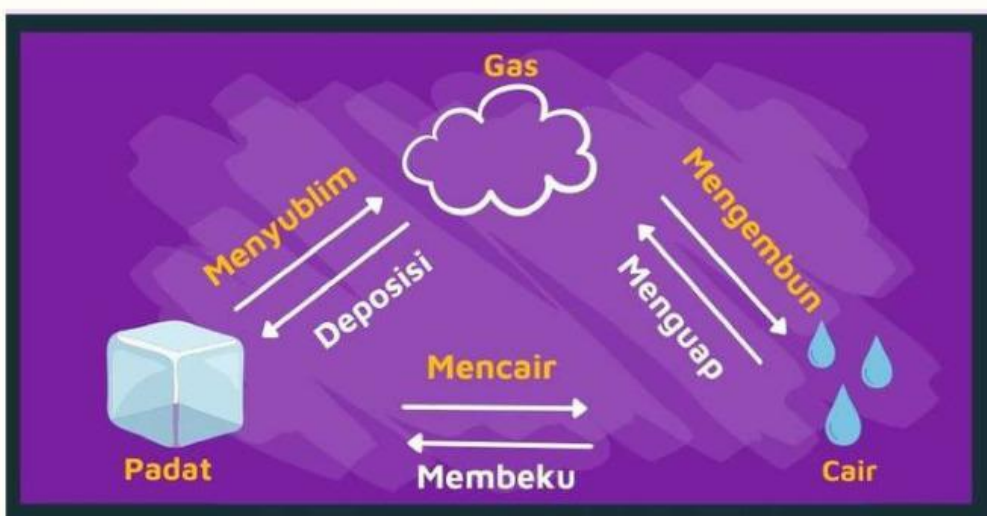 Gas
Menyublim
Mengembun
Deposisi
Menguap
Mencair
Membeku
Padat
Cair